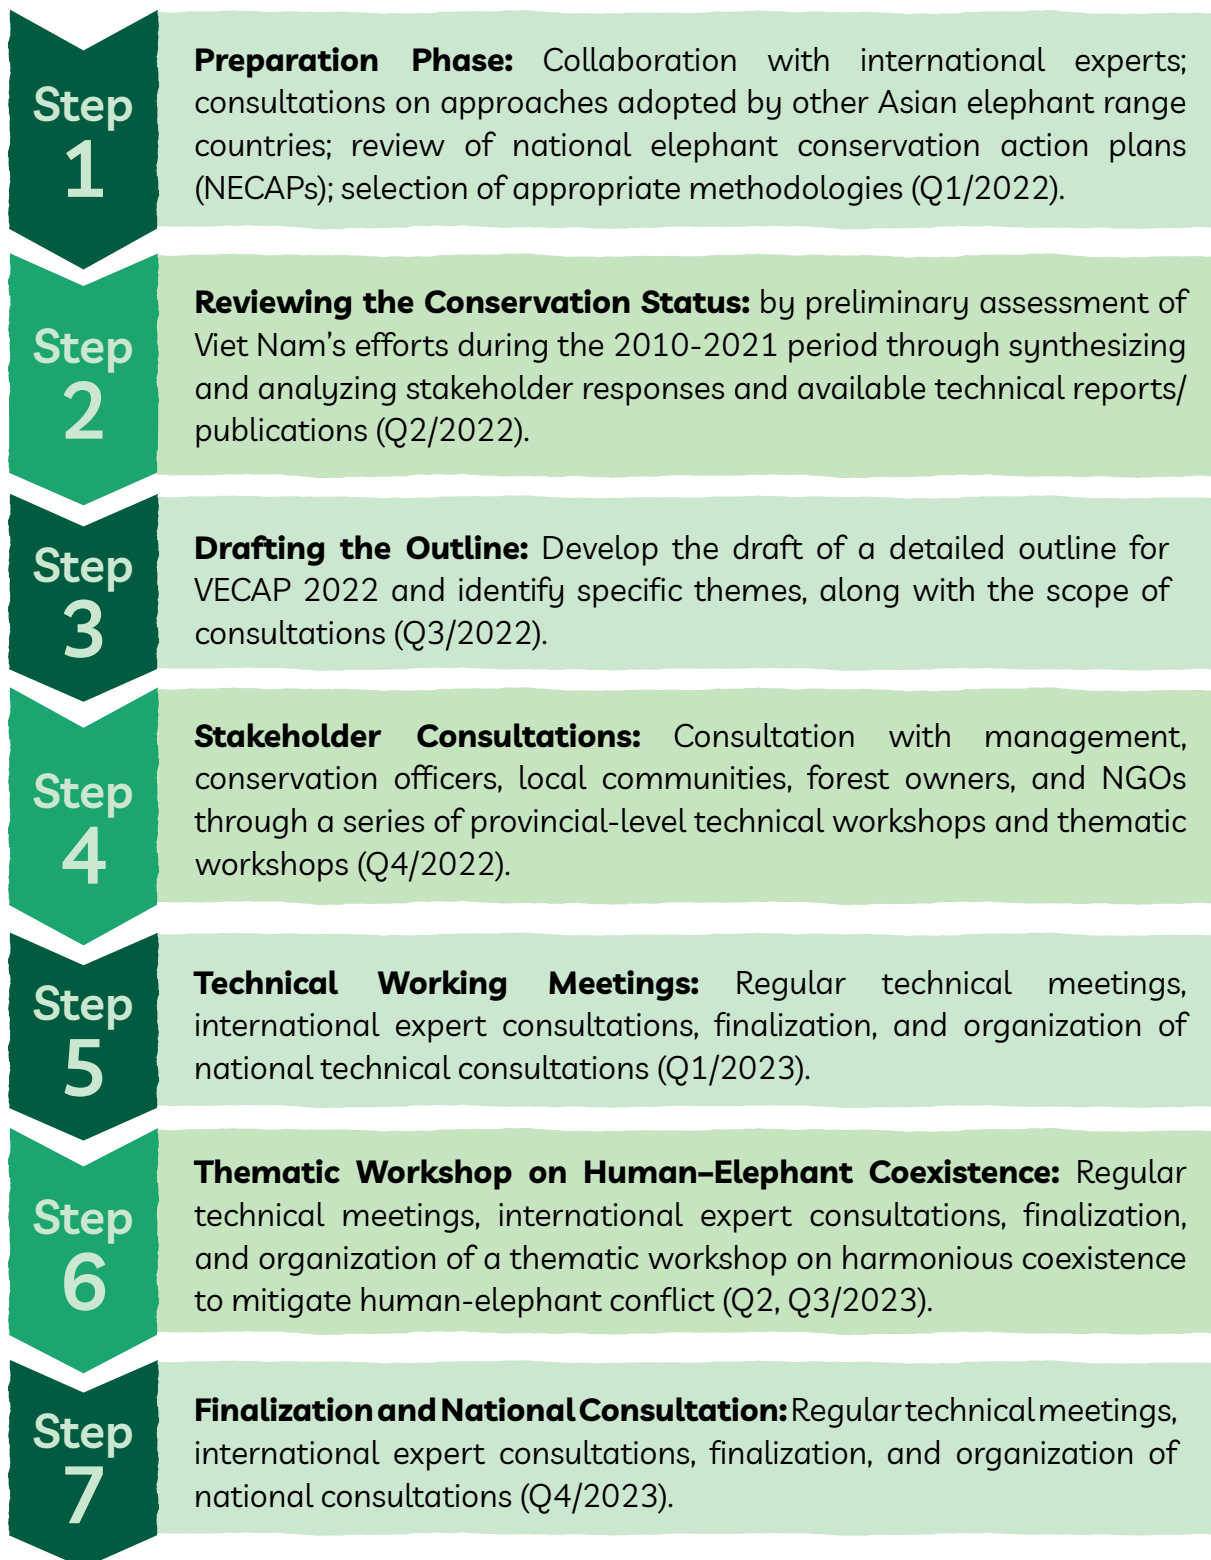 Step
1
Preparation Phase: Collaboration with international experts;
consultations on approaches adopted by other Asian elephant range
countries; review of national elephant conservation action plans
(NECAPs); selection of appropriate methodologies (Q1/2022).
Step
2
Reviewing the Conservation Status: by preliminary assessment of
Viet Nam’s efforts during the 2010-2021 period through synthesizing
and analyzing stakeholder responses and available technical reports/
publications (Q2/2022).
Step
3
Drafting the Outline: Develop the draft of a detailed outline for
VECAP 2022 and identify specific themes, along with the scope of
consultations (Q3/2022).
Step
4
Stakeholder Consultations: Consultation with management,
conservation officers, local communities, forest owners, and NGOs
through a series of provincial-level technical workshops and thematic
workshops (Q4/2022).
Step
5
Technical Working Meetings: Regular technical meetings,
international expert consultations, finalization, and organization of
national technical consultations (Q1/2023).
Step
6
Thematic Workshop on Human–Elephant Coexistence: Regular
technical meetings, international expert consultations, finalization,
and organization of a thematic workshop on harmonious coexistence
to mitigate human-elephant conflict (Q2, Q3/2023).
Step
7
Finalization and National Consultation: Regular technical meetings,
international expert consultations, finalization, and organization of
national consultations (Q4/2023).